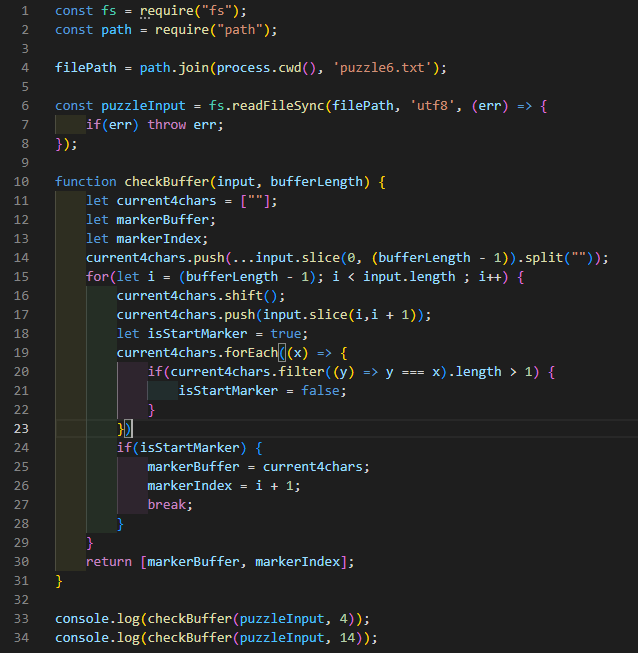 1 const fs = require("fs");
2 const path = require("path");
3
4 filePath = path.join(process.cwd(), 'puzzle6.txt');
5
6 const puzzleInput = fs.readFileSync(filePath, 'utf8', (err) => {
7     if(err) throw err;
8 });
9
10 function checkBuffer(input, bufferLength) {
11     let current4chars = [""];
12     let markerBuffer;
13     let markerIndex;
14     current4chars.push(...input.slice(0, (bufferLength - 1)).split(""));
15     for(let i = (bufferLength - 1); i < input.length ; i++) {
16         current4chars.shift();
17         current4chars.push(input.slice(i,i + 1));
18         let isStartMarker = true;
19         current4chars.forEach((x) => {
20             if(current4chars.filter((y) => y === x).length > 1) {
21                 isStartMarker = false;
22             }
23         })
24         if(isStartMarker) {
25             markerBuffer = current4chars;
26             markerIndex = i + 1;
27             break;
28         }
29     }
30     return [markerBuffer, markerIndex];
31 }
32
33 console.log(checkBuffer(puzzleInput, 4));
34 console.log(checkBuffer(puzzleInput, 14));